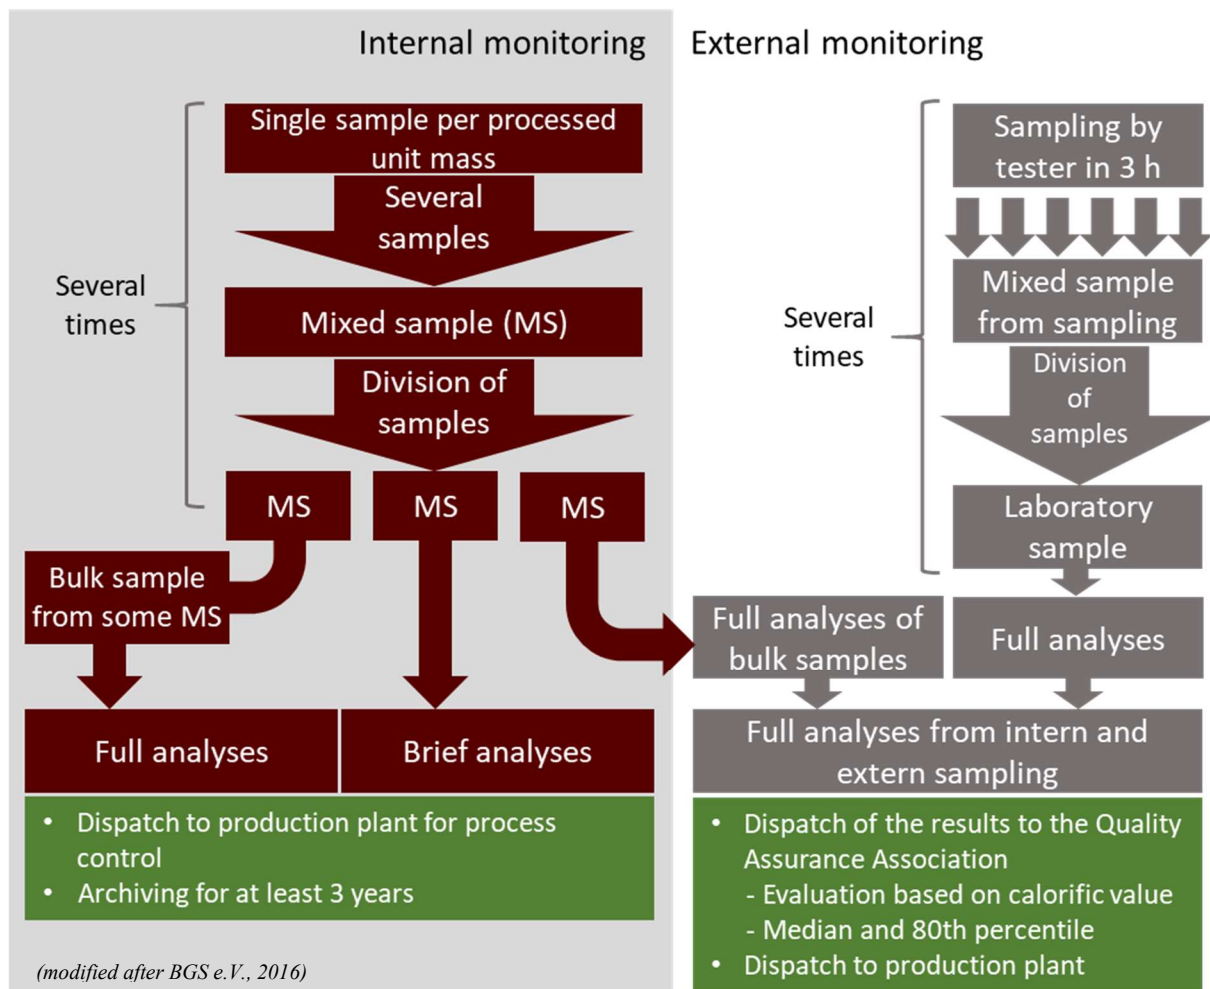 Internal monitoring
Single sample per processed
unit mass
Several
samples
Several
times
Mixed sample (MS)
Division of
samples
MS
MS
MS
Bulk sample
from some MS
Full analyses
Brief analyses
• Dispatch to production plant for process
control
• Archiving for at least 3 years
(modified after BGS e.V., 2016)
External monitoring
Sampling by
tester in 3 h
Mixed sample
from sampling
Several
times
Division
of
samples
Laboratory
sample
Full analyses of
bulk samples
Full analyses
Full analyses from intern and
extern sampling
• Dispatch of the results to the Quality
Assurance Association
- Evaluation based on calorific value
- Median and 80th percentile
• Dispatch to production plant